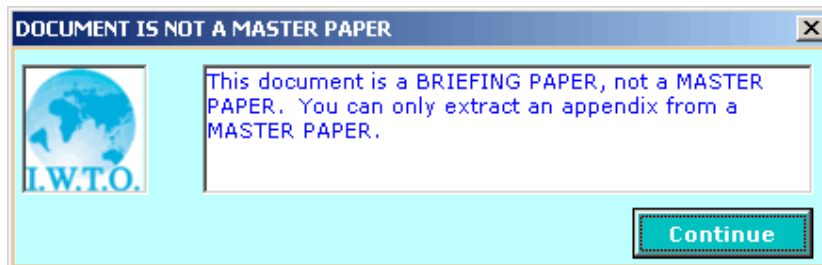 DOCUMENT IS NOT A MASTER PAPER
This document is a BRIEFING PAPER, not a MASTER
PAPER. You can only extract an appendix from a
MASTER PAPER.
I.W.T.O.
Continue